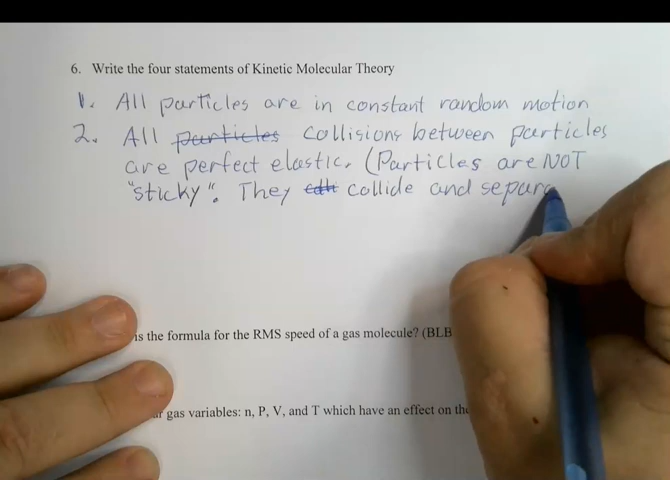 6. Write the four statements of Kinetic Molecular Theory
1. All particles are in constant random motion
2. All particles collisions between particles
are perfect elastic. (Particles are NOT
"sticky". They collide and separa
is the formula for the RMS speed of a gas molecule? (BLB
gas variables: n, P, V, and T which have an effect on the